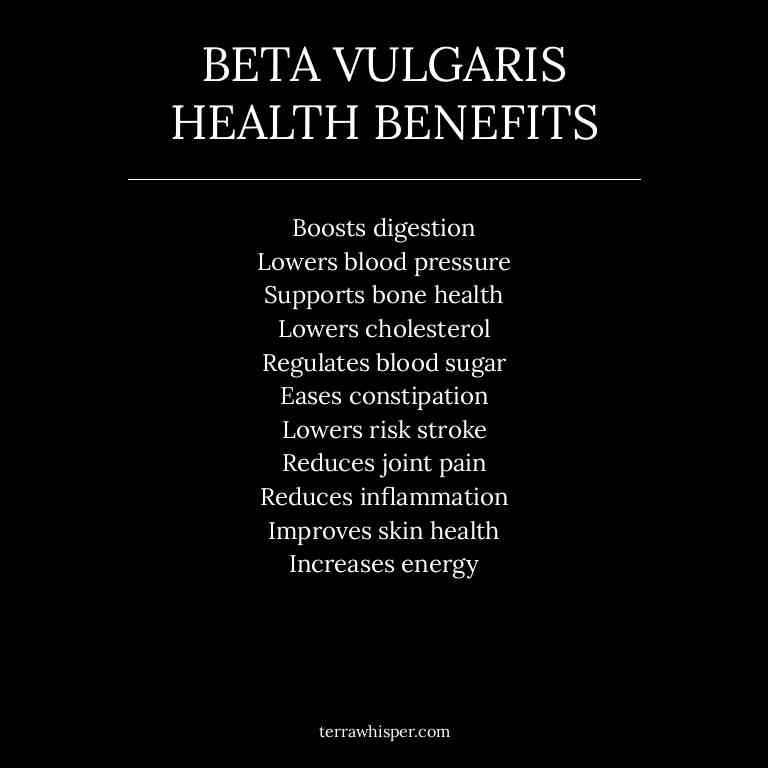 BETA VULGARIS
HEALTH BENEFITS
Boosts digestion
Lowers blood pressure
Supports bone health
Lowers cholesterol
Regulates blood sugar
Eases constipation
Lowers risk stroke
Reduces joint pain
Reduces inflammation
Improves skin health
Increases energy
terrawhisper.com